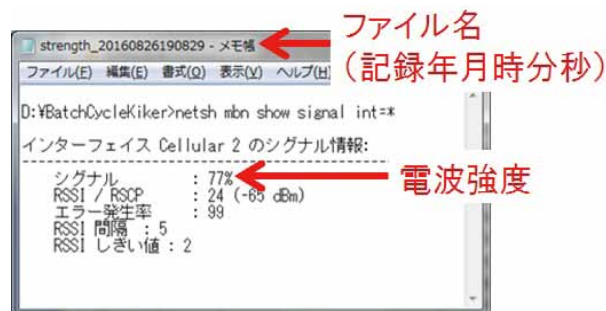 strength_20160826190829 - メモ帳
ファイル名
(記録年月時分秒)
ファイル(F) 編集(E) 書式(O) 表示(V) ヘルプ(H)
D:¥BatchCycleKiker>netsh mbn show signal int=*
インターフェイス Cellular 2 のシグナル情報:
-----------------------------------------------
シグナル : 77%
電波強度
RSSI / RSCP : 24 (-65 dBm)
エラー発生率 : 99
RSSI 間隔 : 5
RSSI しきい値 : 2